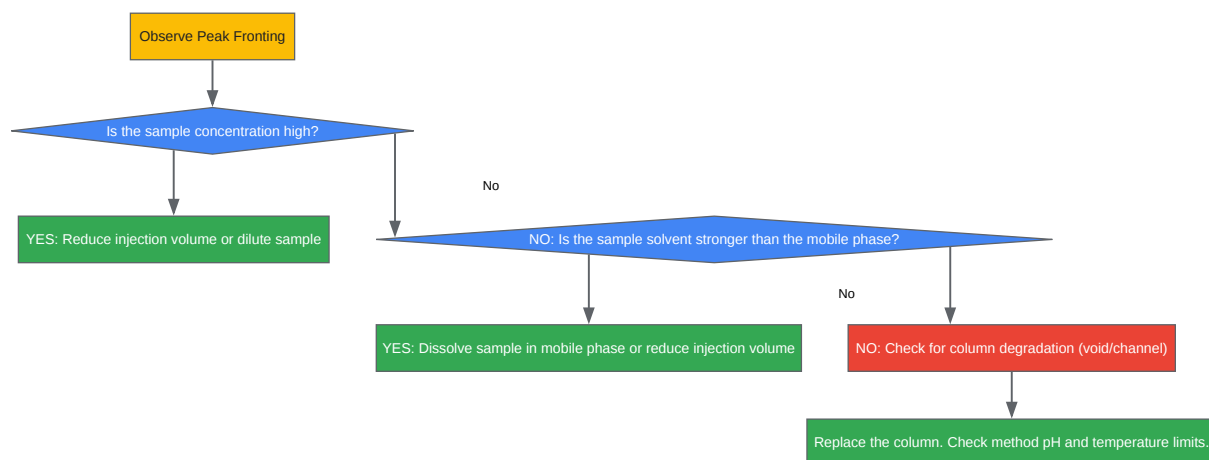 Observe Peak Fronting
Is the sample concentration high?
No
YES: Reduce injection volume or dilute sample
NO: Is the sample solvent stronger than the mobile phase?
No
YES: Dissolve sample in mobile phase or reduce injection volume
NO: Check for column degradation (void/channel)
Replace the column. Check method pH and temperature limits.